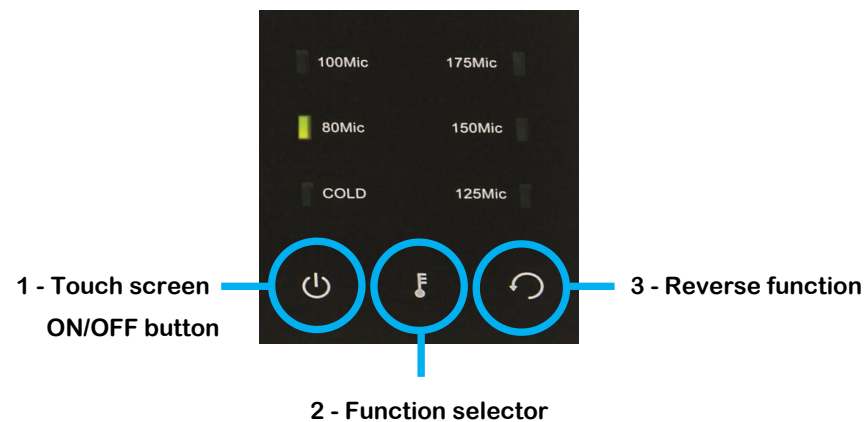 100Mic 175Mic
80Mic 150Mic
COLD 125Mic
1 - Touch screen
ON/OFF button
3 - Reverse function
2 - Function selector